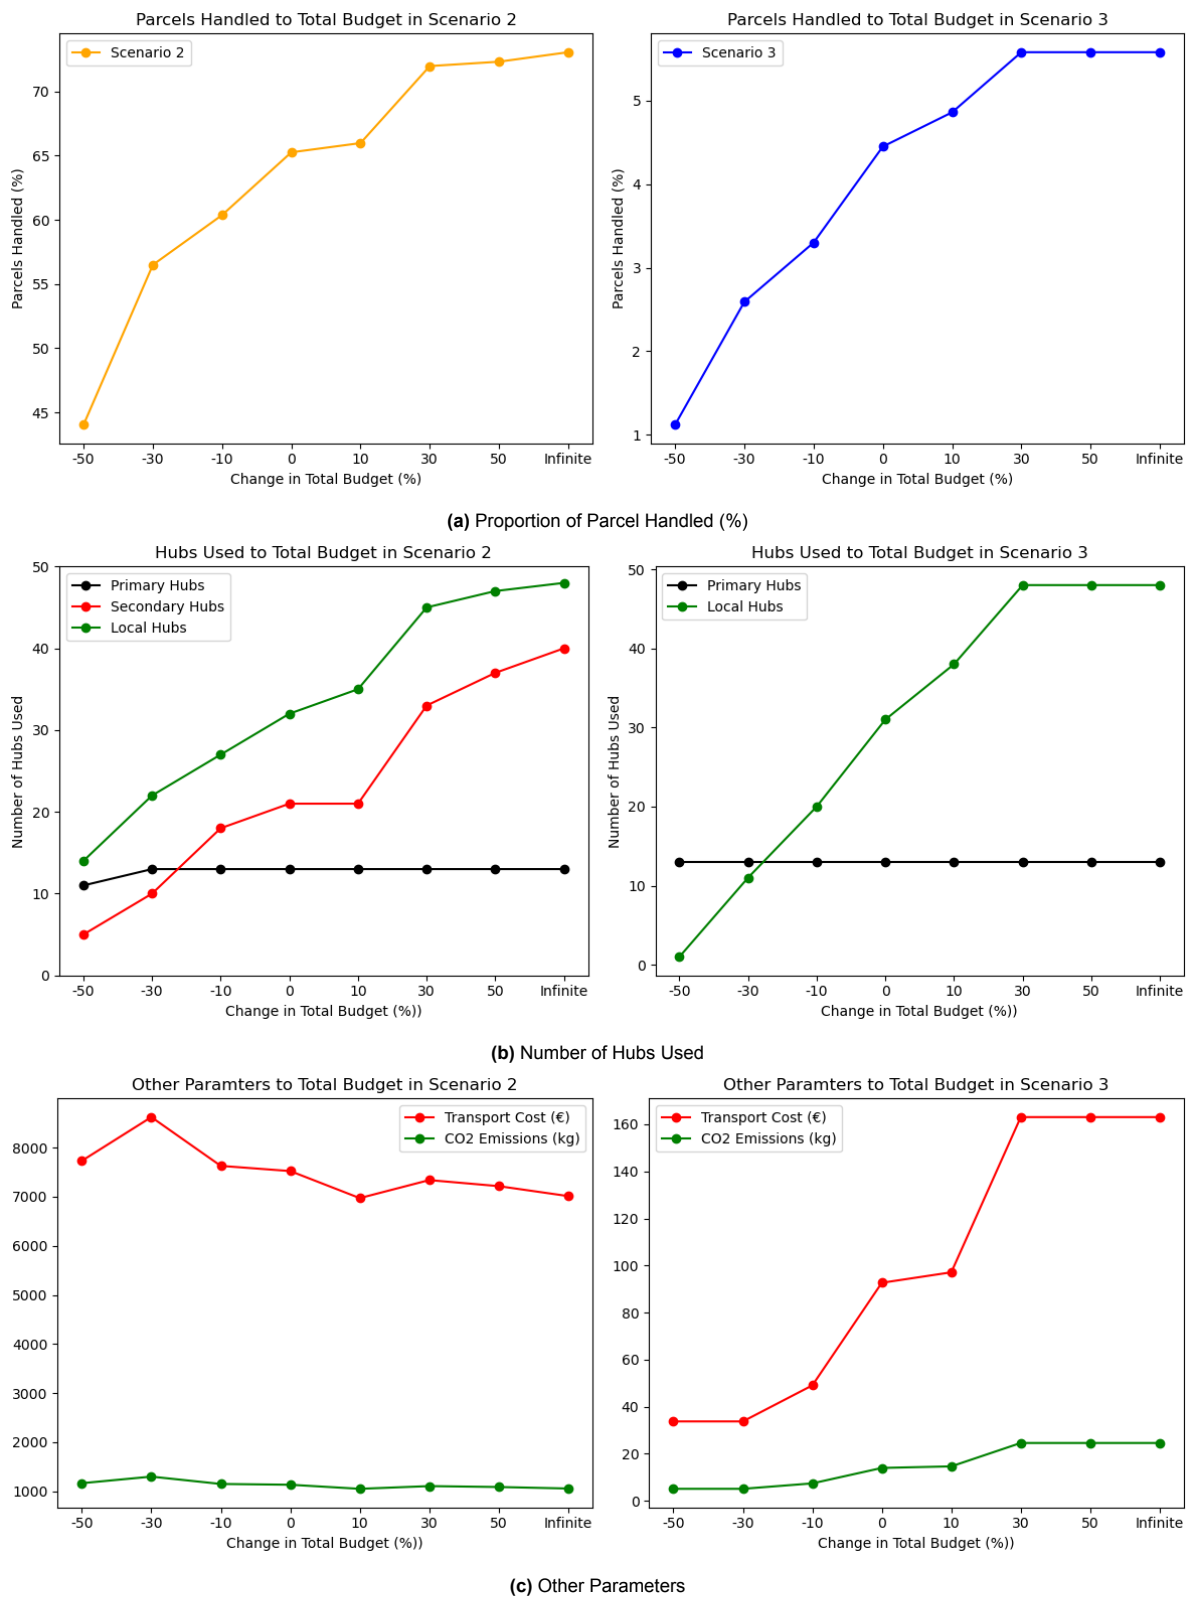 Parcels Handled to Total Budget in Scenario 2
Scenario 2
70
65
60
55
50
45
Parcels Handled (%)
-50 -30 -10 0 10 30 50 Infinite
Change in Total Budget (%)
Parcels Handled to Total Budget in Scenario 3
Scenario 3
5
4
3
2
1
Parcels Handled (%)
-50 -30 -10 0 10 30 50 Infinite
Change in Total Budget (%)
(a) Proportion of Parcel Handled (%)
Hubs Used to Total Budget in Scenario 2
Primary Hubs
Secondary Hubs
Local Hubs
50
40
30
20
10
0
Number of Hubs Used
-50 -30 -10 0 10 30 50 Infinite
Change in Total Budget (%))
Hubs Used to Total Budget in Scenario 3
Primary Hubs
Local Hubs
50
40
30
20
10
0
Number of Hubs Used
-50 -30 -10 0 10 30 50 Infinite
Change in Total Budget (%))
(b) Number of Hubs Used
Other Paramters to Total Budget in Scenario 2
Transport Cost (€)
CO2 Emissions (kg)
8000
7000
6000
5000
4000
3000
2000
1000
-50 -30 -10 0 10 30 50 Infinite
Change in Total Budget (%))
Other Paramters to Total Budget in Scenario 3
Transport Cost (€)
CO2 Emissions (kg)
160
140
120
100
80
60
40
20
0
-50 -30 -10 0 10 30 50 Infinite
Change in Total Budget (%))
(c) Other Parameters